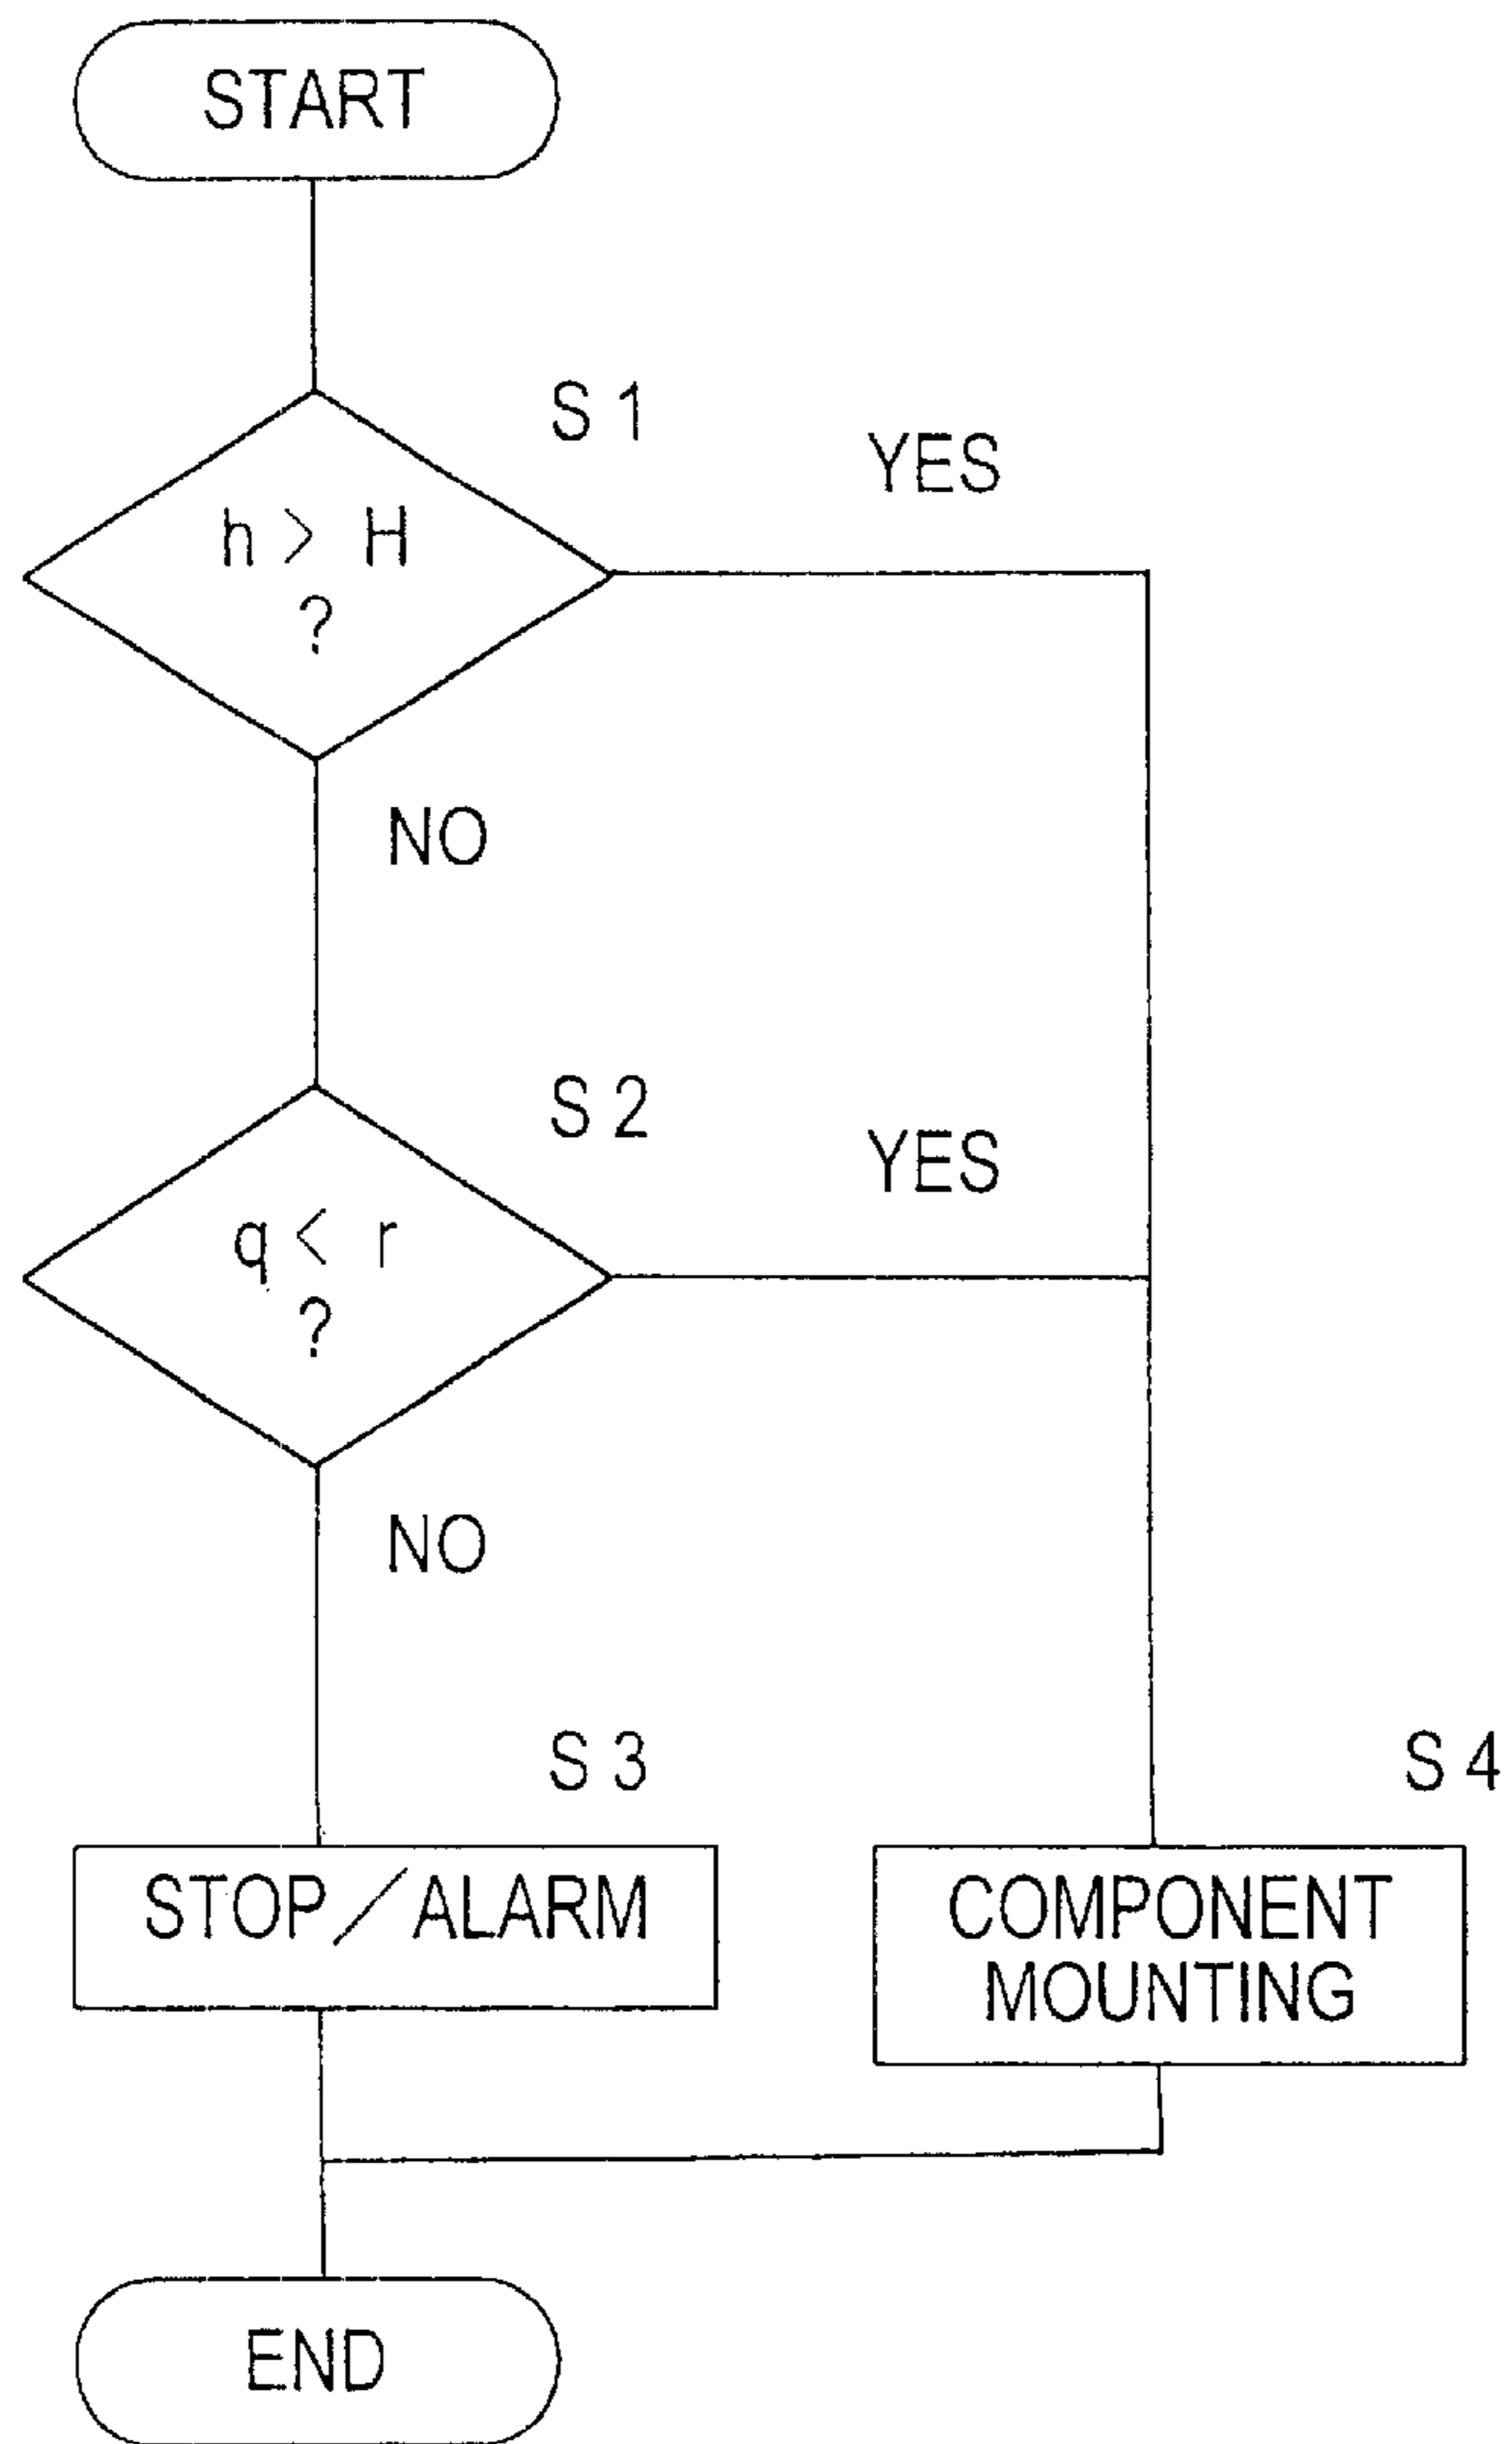 START
S 1
YES
h > H
?
NO
S 2
YES
q < r
?
NO
S 3
S 4
STOP/ALARM
COMPONENT
MOUNTING
END